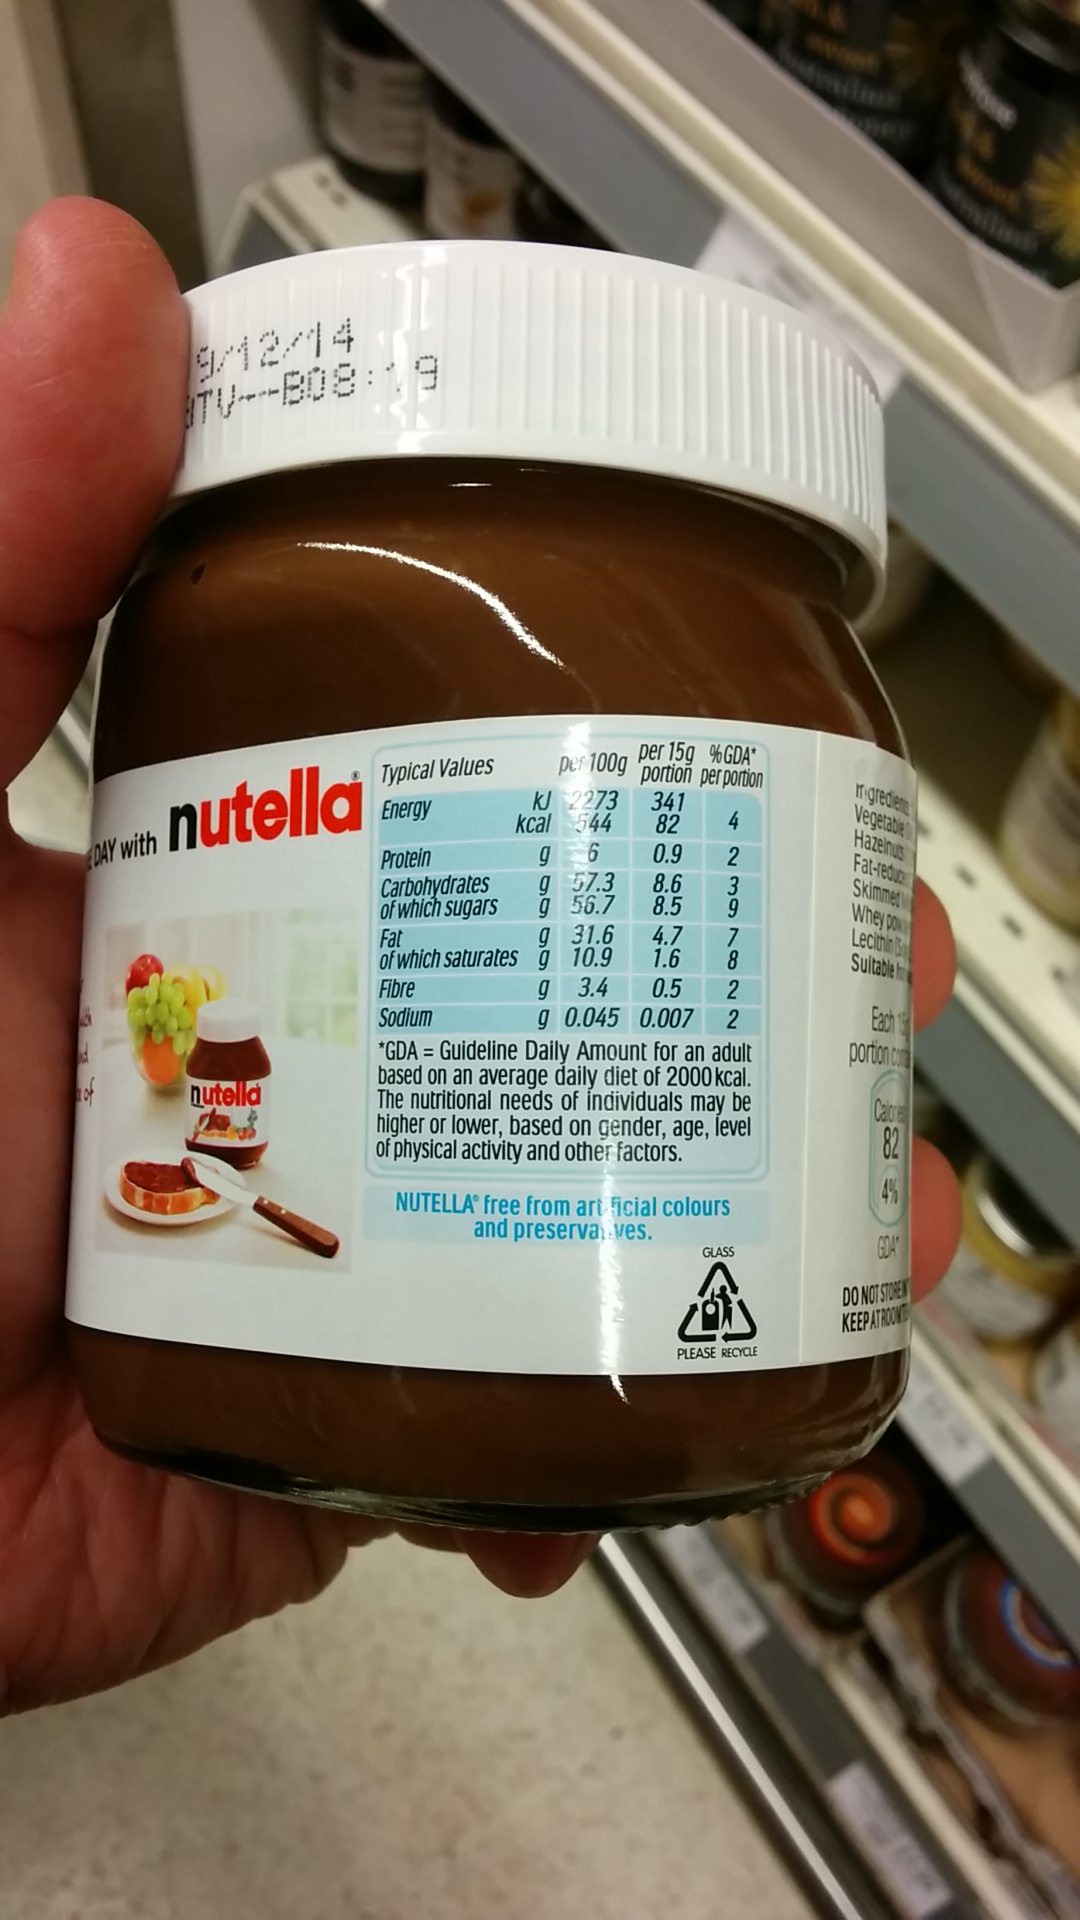 9/12/14
TV--B08:19
DAY with nutella®
Typical Values per 100g per 15g portion %GDA* per portion
Energy kJ 2273 341
kcal 544 82 4
Protein g 6 0.9 2
Carbohydrates g 57.3 8.6 3
of which sugars g 56.7 8.5 9
Fat g 31.6 4.7 7
of which saturates g 10.9 1.6 8
Fibre g 3.4 0.5 2
Sodium g 0.045 0.007 2
*GDA = Guideline Daily Amount for an adult
based on an average daily diet of 2000kcal.
The nutritional needs of individuals may be
higher or lower, based on gender, age, level
of physical activity and other factors.
NUTELLA® free from artificial colours
and preservatives.
GLASS
PLEASE RECYCLE
nutella
of
Vegetable
Hazelnuts
Fat-reduced
Skimmed
Whey
Lecithin
Suitable
Each 15g
portion
Calories
82
4%
GDA*
DO NOT STORE IN
KEEP AT ROOM